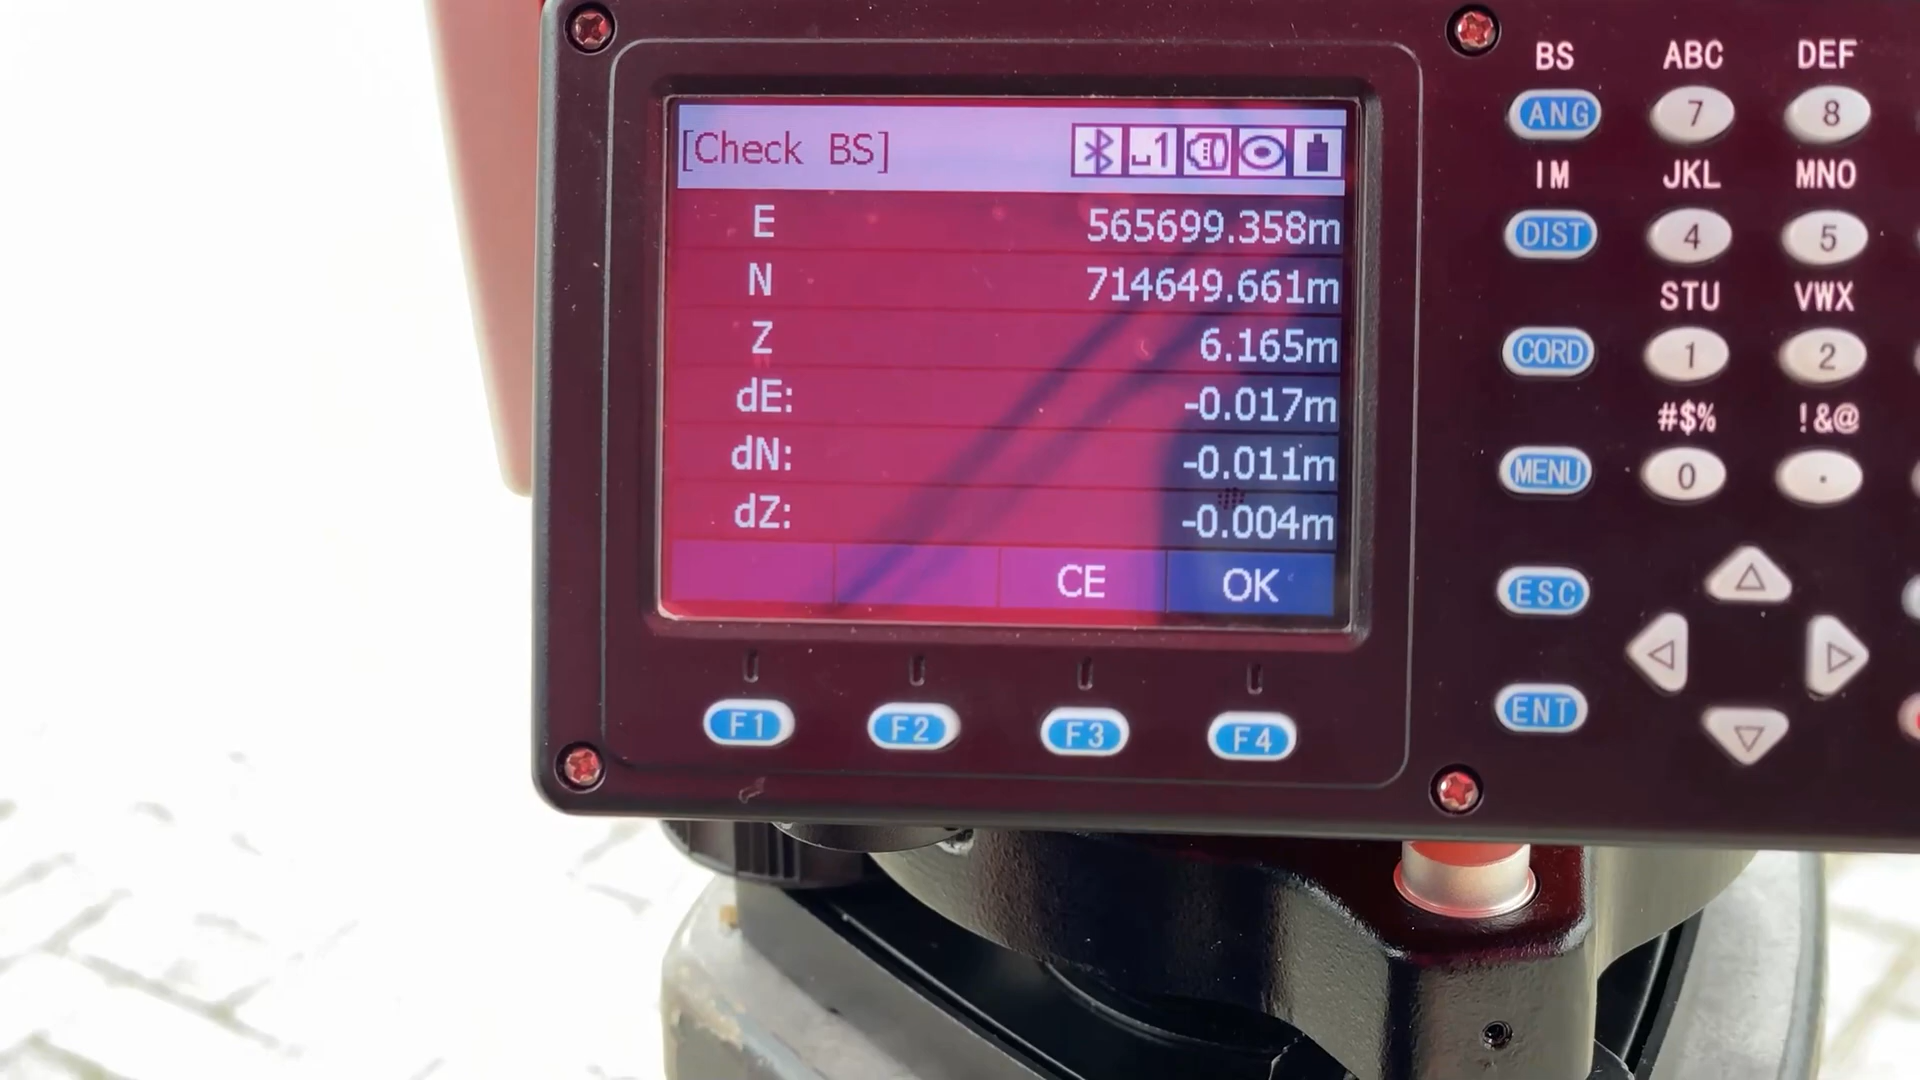 [Check BS] 1
E 565699.358m
N 714649.661m
Z 6.165m
dE: -0.017m
dN: -0.011m
dZ: -0.004m
CE OK
F1 F2 F3 F4
BS ABC DEF
ANG 7 8
IM JKL MNO
DIST 4 5
STU VWX
CORD 1 2
#$% !&@
MENU 0 .
ESC
ENT